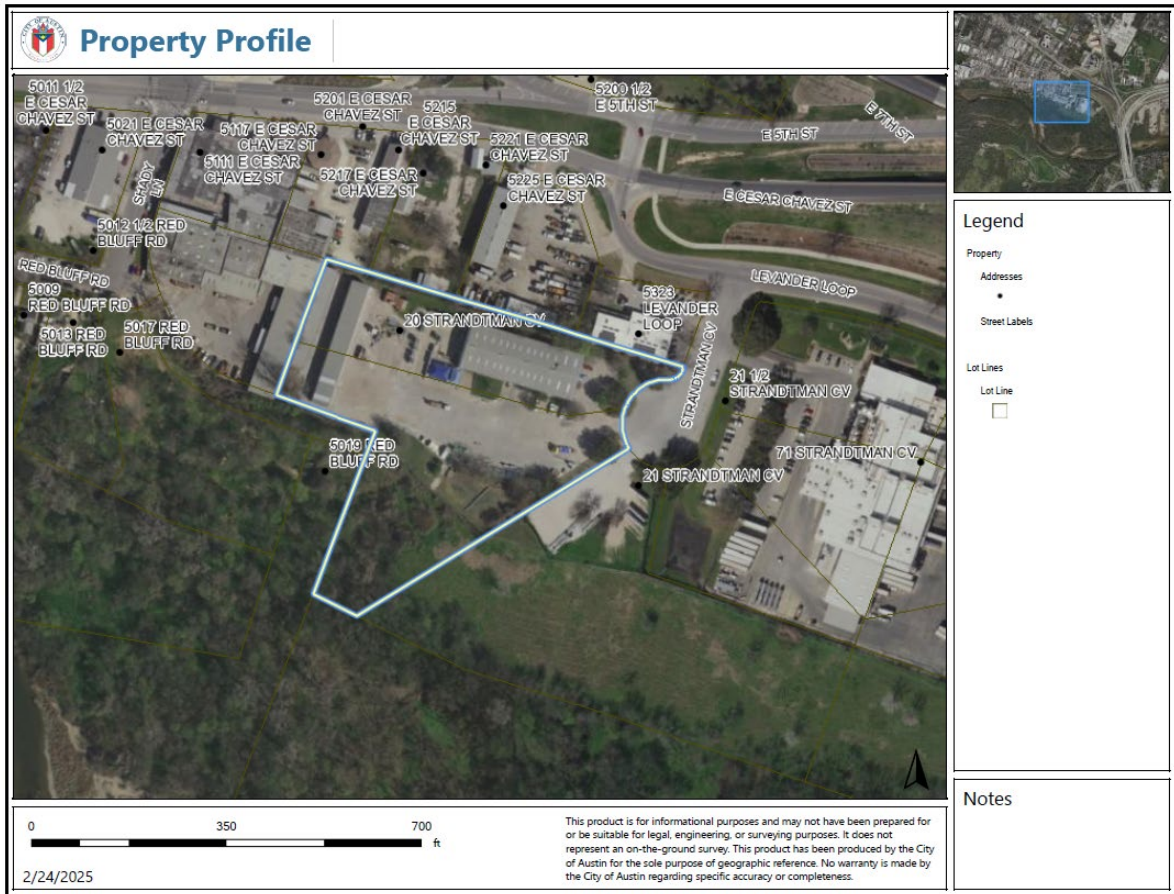 CITY OF AUSTIN
Property Profile
5011 1/2
E CESAR
CHAVEZ ST
5021 E CESAR
CHAVEZ ST
SHADY
LN
5117 E CESAR
CHAVEZ ST
5111 E CESAR
CHAVEZ ST
5201 E CESAR
CHAVEZ ST
5215
E CESAR
CHAVEZ ST
5217 E CESAR
CHAVEZ ST
5200 1/2
E 5TH ST
E 5TH ST
E 7TH ST
5221 E CESAR
CHAVEZ ST
5225 E CESAR
CHAVEZ ST
E CESAR CHAVEZ ST
5012 1/2 RED
BLUFF RD
RED BLUFF RD
5009
RED BLUFF RD
5013 RED
BLUFF RD
5017 RED
BLUFF RD
LEVANDER LOOP
5323
LEVANDER
LOOP
20 STRANDTMAN CV
STRANDTMAN CV
21 1/2
STRANDTMAN CV
5019 RED
BLUFF RD
71 STRANDTMAN CV
21 STRANDTMAN CV
Legend
Property
Addresses
Street Labels
Lot Lines
Lot Line
Notes
0 350 700
ft
2/24/2025
This product is for informational purposes and may not have been prepared for
or be suitable for legal, engineering, or surveying purposes. It does not
represent an on-the-ground survey. This product has been produced by the City
of Austin for the sole purpose of geographic reference. No warranty is made by
the City of Austin regarding specific accuracy or completeness.